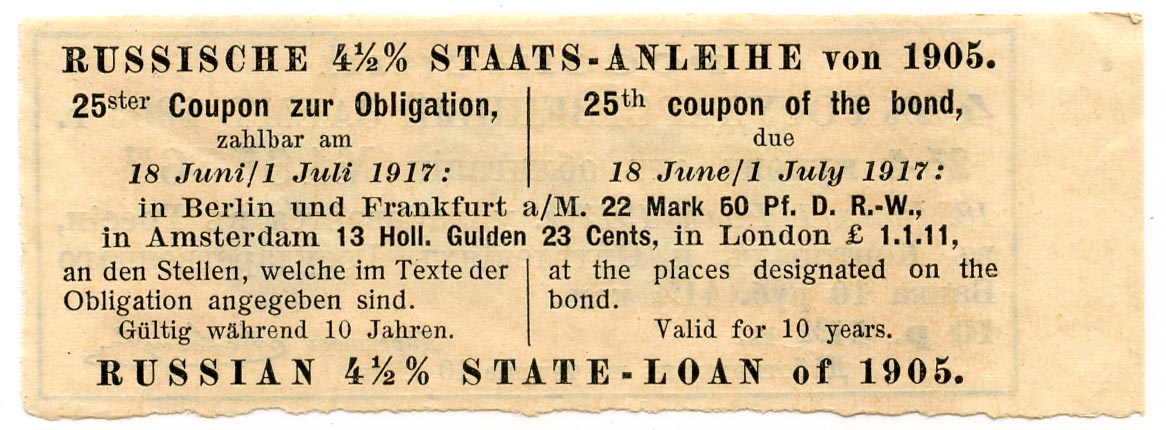 RUSSISCHE 4½% STAATS-ANLEIHE von 1905.
25ster Coupon zur Obligation,
zahlbar am
18 Juni/1 Juli 1917:
25th coupon of the bond,
due
18 June/1 July 1917:
in Berlin und Frankfurt a/M. 22 Mark 50 Pf. D. R.-W.,
in Amsterdam 13 Holl. Gulden 23 Cents, in London £ 1.1.11,
an den Stellen, welche im Texte der
Obligation angegeben sind.
Gültig während 10 Jahren.
at the places designated on the
bond.
Valid for 10 years.
RUSSIAN 4½% STATE-LOAN of 1905.